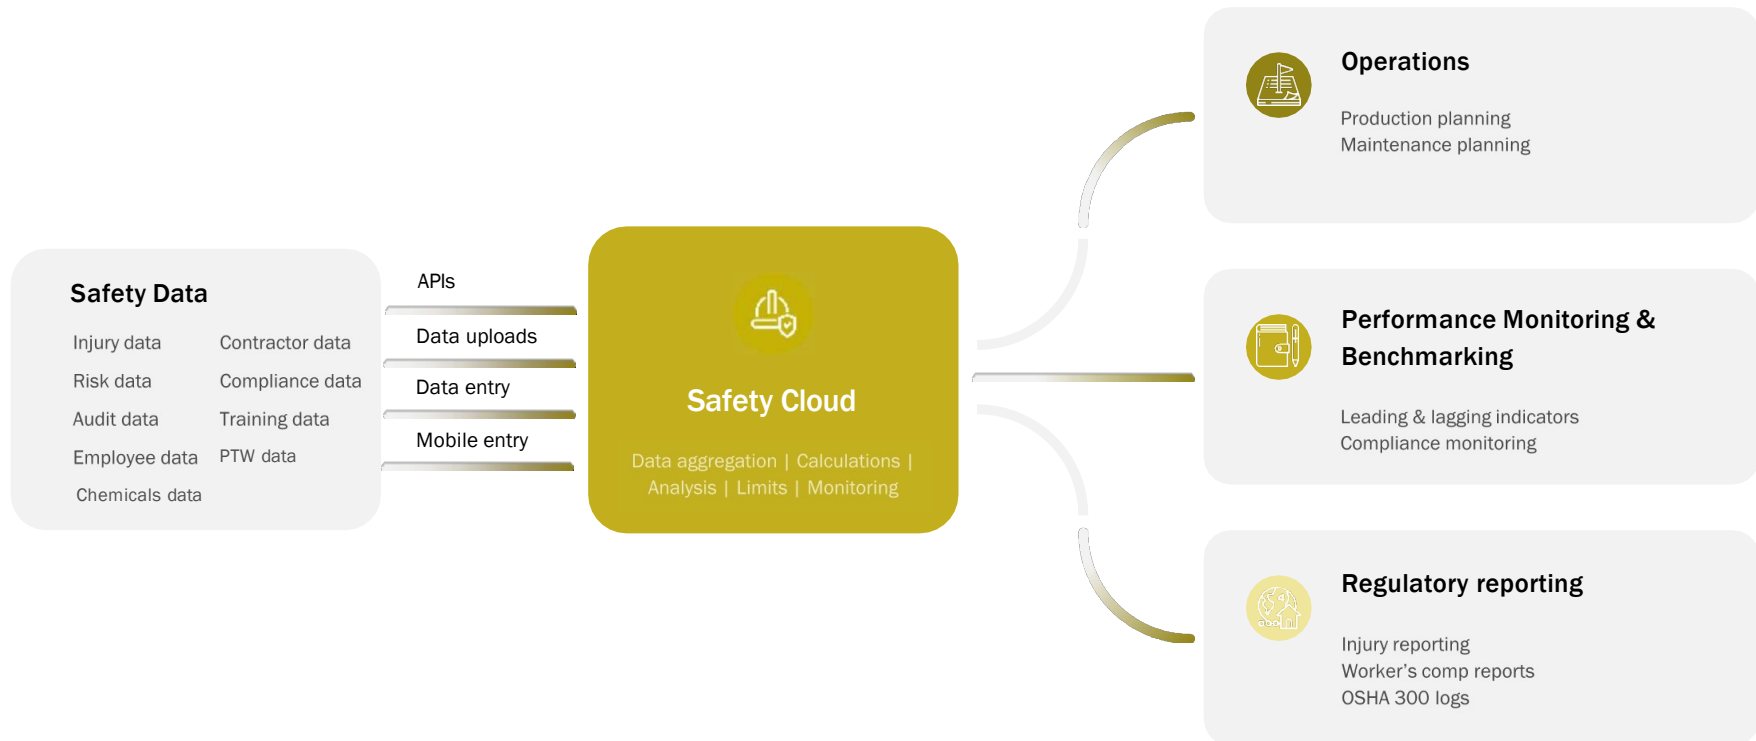 Safety Data
Injury data
Risk data
Audit data
Employee data
Chemicals data
Contractor data
Compliance data
Training data
PTW data
APIs
Data uploads
Data entry
Mobile entry
Safety Cloud
Data aggregation | Calculations |
Analysis | Limits | Monitoring
Operations
Production planning
Maintenance planning
Performance Monitoring &
Benchmarking
Leading & lagging indicators
Compliance monitoring
Regulatory reporting
Injury reporting
Worker’s comp reports
OSHA 300 logs